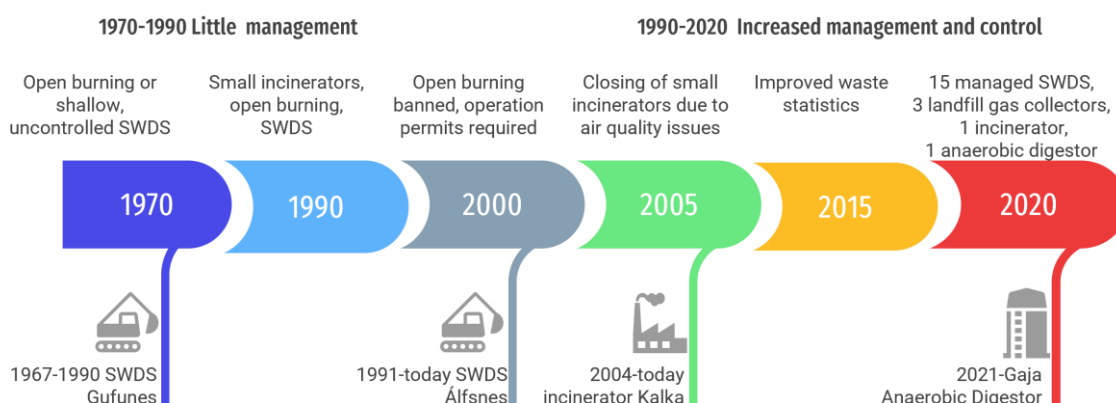 1970-1990 Little management
1990-2020 Increased management and control
Open burning or
shallow,
uncontrolled SWDS
Small incinerators,
open burning,
SWDS
Open burning
banned, operation
permits required
Closing of small
incinerators due to
air quality issues
Improved waste
statistics
15 managed SWDS,
3 landfill gas collectors,
1 incinerator,
1 anaerobic digestor
1970
1990
2000
2005
2015
2020
1967-1990 SWDS
Gufunes
1991-today SWDS
Álfsnes
2004-today
incinerator Kalka
2021-Gaja
Anaerobic Digestor